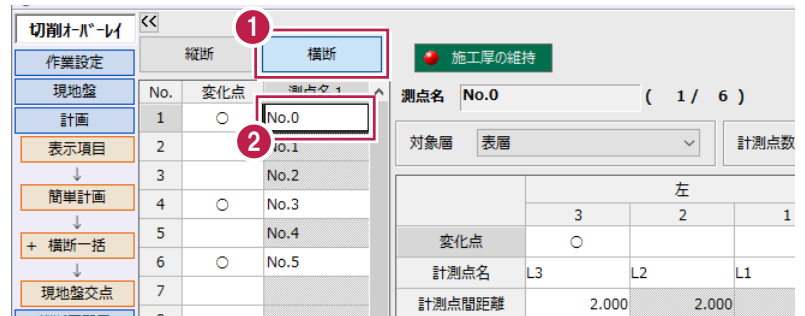 切削オーバーレイ
作業設定
現地盤
計画
表示項目
↓
簡単計画
↓
+ 横断一括
↓
現地盤交点
<<
縦断 横断
1
No. 変化点
1 ○ No.0
2
2 No.1
3 No.2
4 ○ No.3
5 No.4
6 ○ No.5
7
施工厚の維持
測点名 No.0 ( 1/ 6 )
対象層 表層 計測点数
左
3 2 1
変化点 ○
計測点名 L3 L2 L1
計測点間距離 2.000 2.000